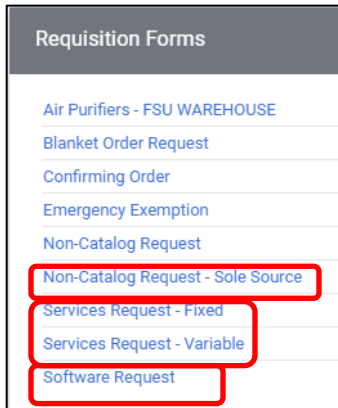 Requisition Forms
Air Purifiers - FSU WAREHOUSE
Blanket Order Request
Confirming Order
Emergency Exemption
Non-Catalog Request
Non-Catalog Request - Sole Source
Services Request - Fixed
Services Request - Variable
Software Request